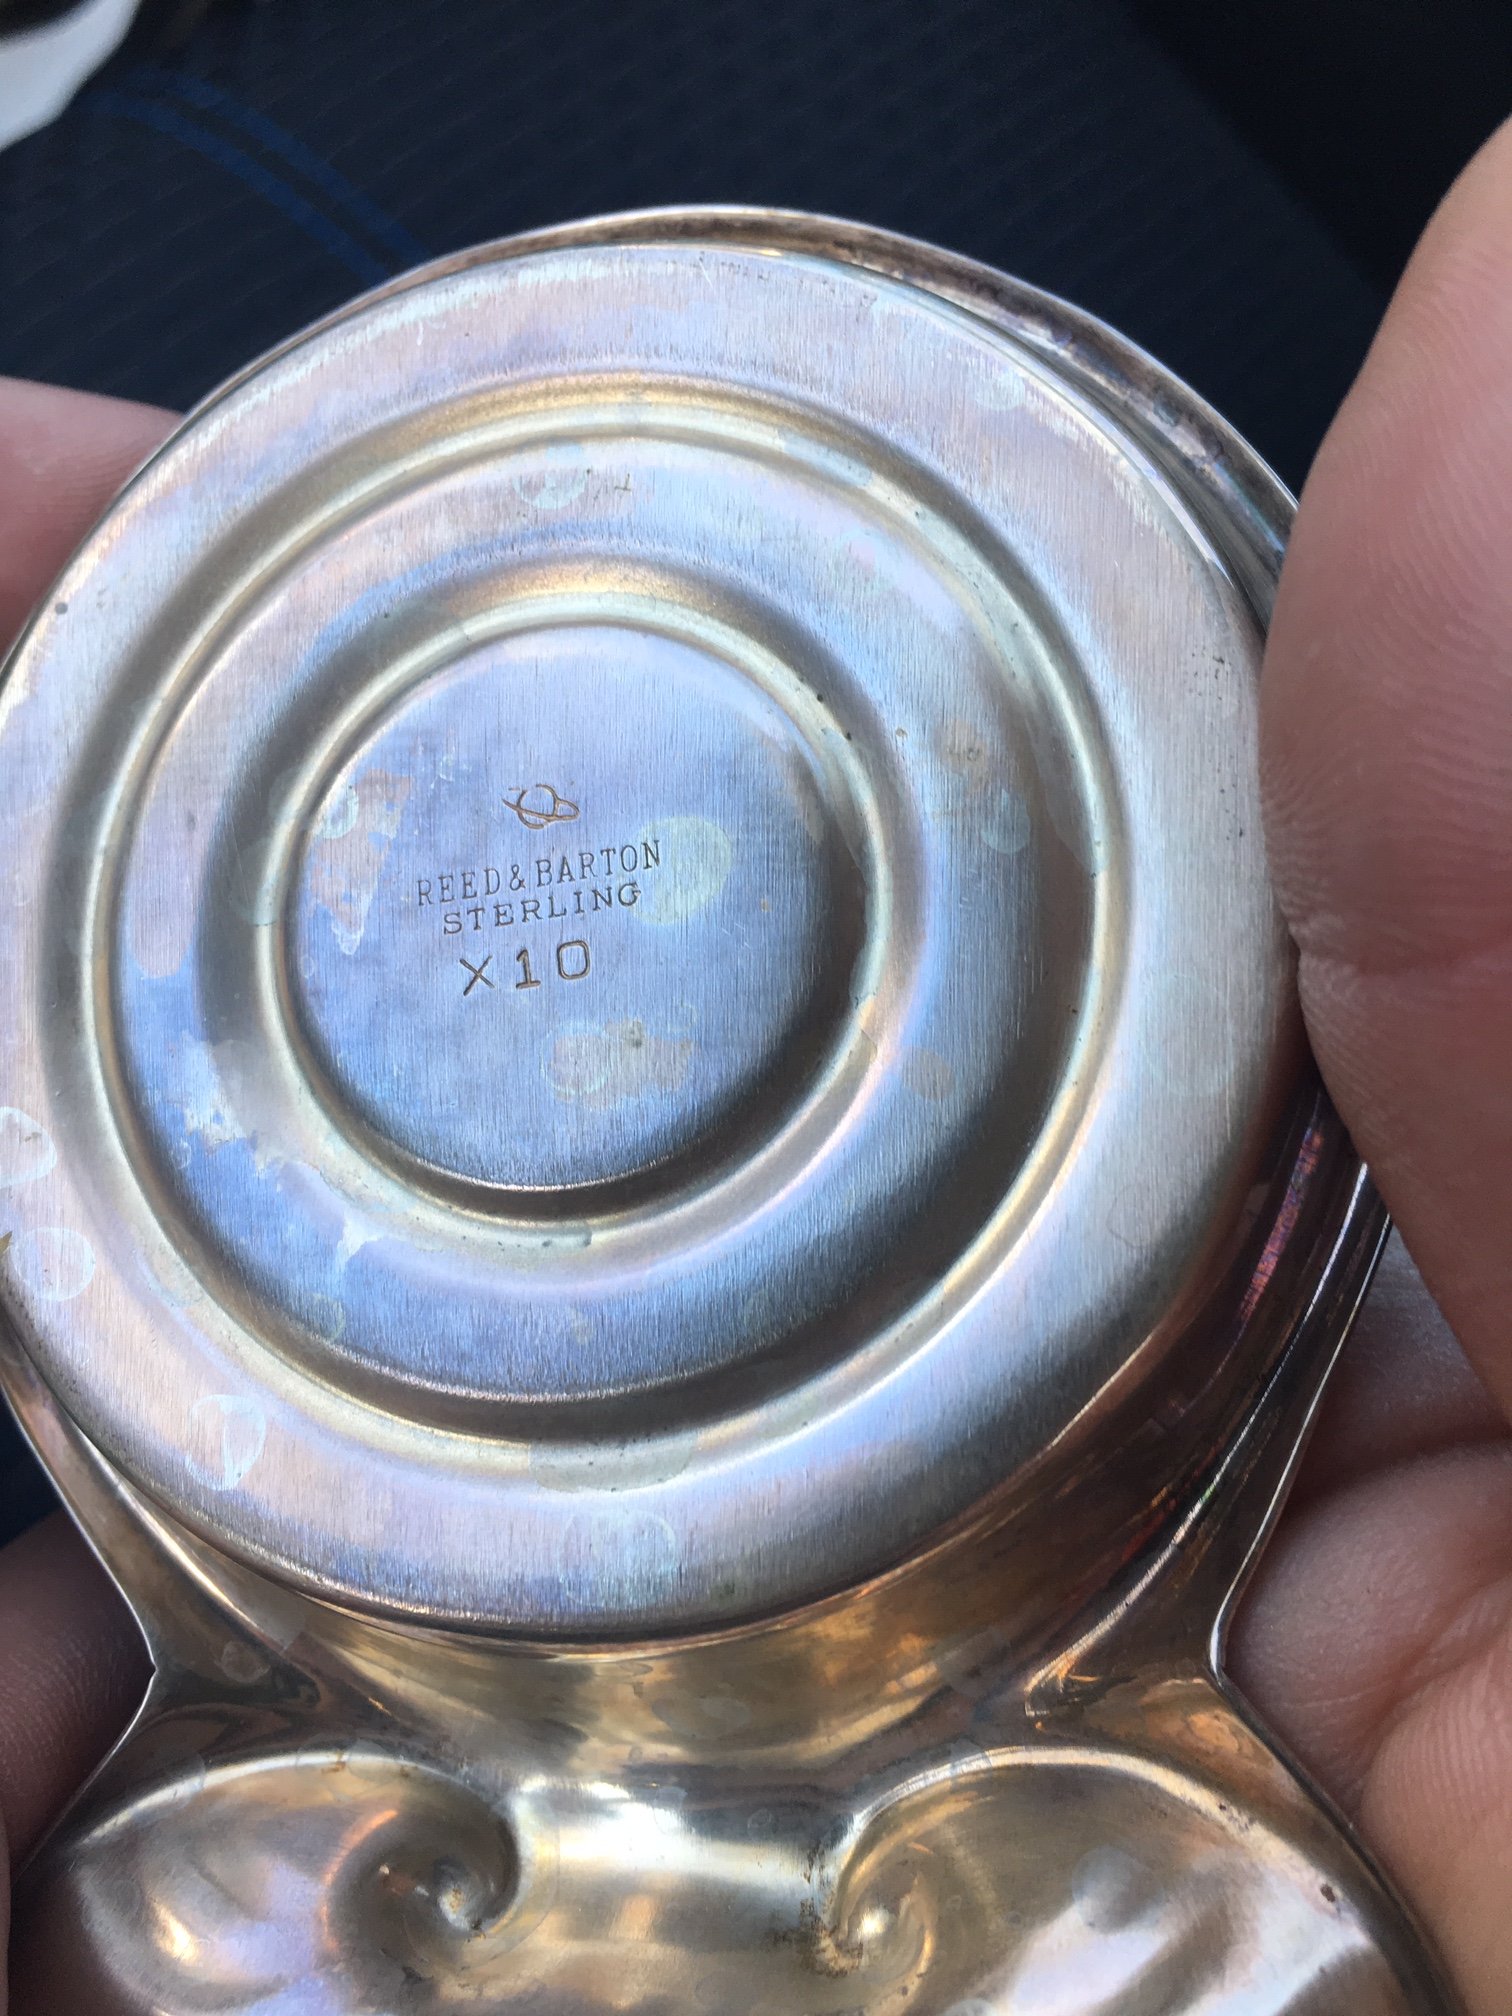 REED & BARTON
STERLING
X10